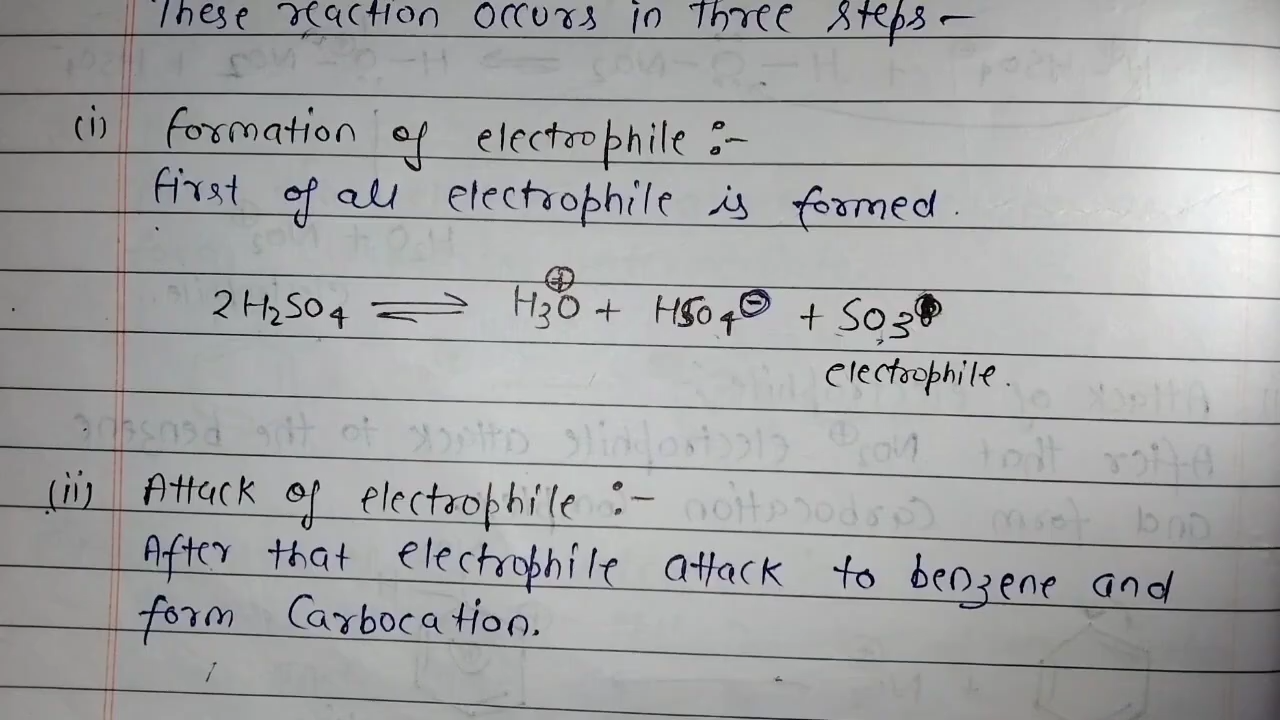 These reaction occurs in three steps-
(i) formation of electrophile :-
first of all electrophile is formed.
2H₂SO₄ ⇌ H₃O⊕ + HSO₄⊖ + SO₃
electrophile.
(ii) Attack of electrophile :-
After that electrophile attack to benzene and
form Carbocation.